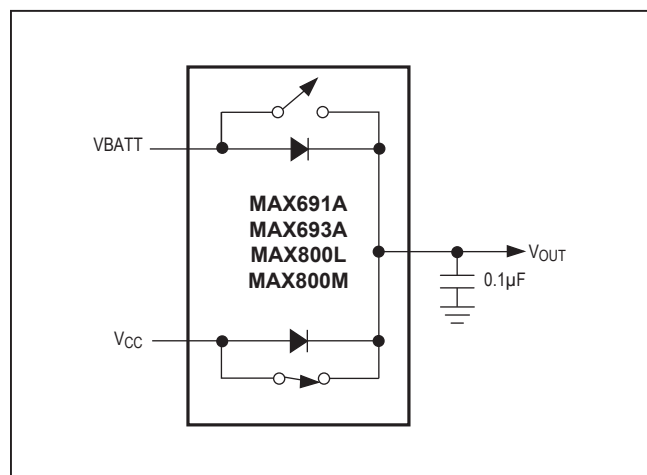 VBATT
MAX691A
MAX693A
MAX800L
MAX800M
VOUT
0.1µF
VCC